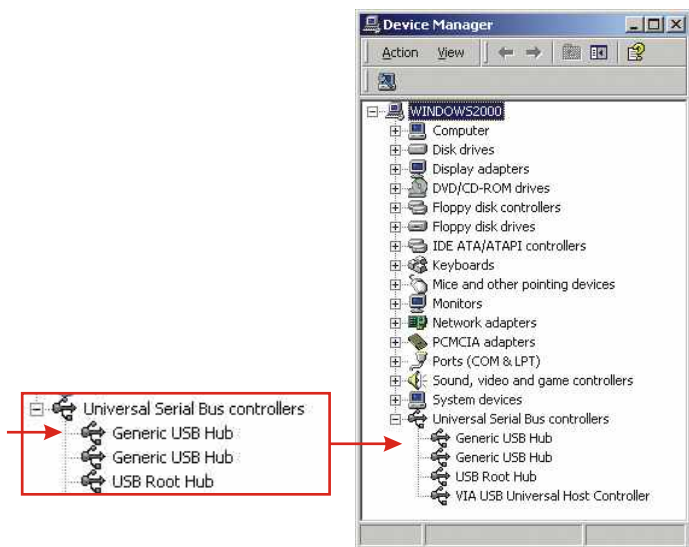 Device Manager
Action View
WINDOWS2000
Computer
Disk drives
Display adapters
DVD/CD-ROM drives
Floppy disk controllers
Floppy disk drives
IDE ATA/ATAPI controllers
Keyboards
Mice and other pointing devices
Monitors
Network adapters
PCMCIA adapters
Ports (COM & LPT)
Sound, video and game controllers
System devices
Universal Serial Bus controllers
Generic USB Hub
Generic USB Hub
USB Root Hub
VIA USB Universal Host Controller
Universal Serial Bus controllers
Generic USB Hub
Generic USB Hub
USB Root Hub